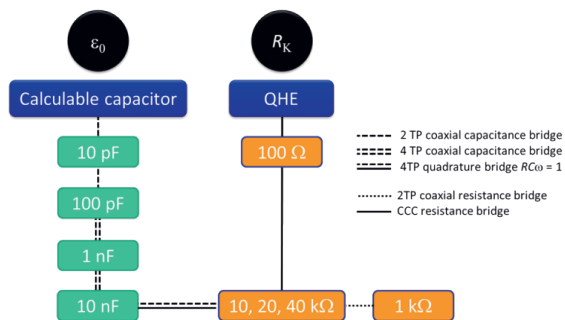 ε₀
R_K
Calculable capacitor
QHE
10 pF
100 Ω
100 pF
1 nF
10 nF
10, 20, 40 kΩ
1 kΩ
2 TP coaxial capacitance bridge
4 TP coaxial capacitance bridge
4TP quadrature bridge RCω = 1
2TP coaxial resistance bridge
CCC resistance bridge